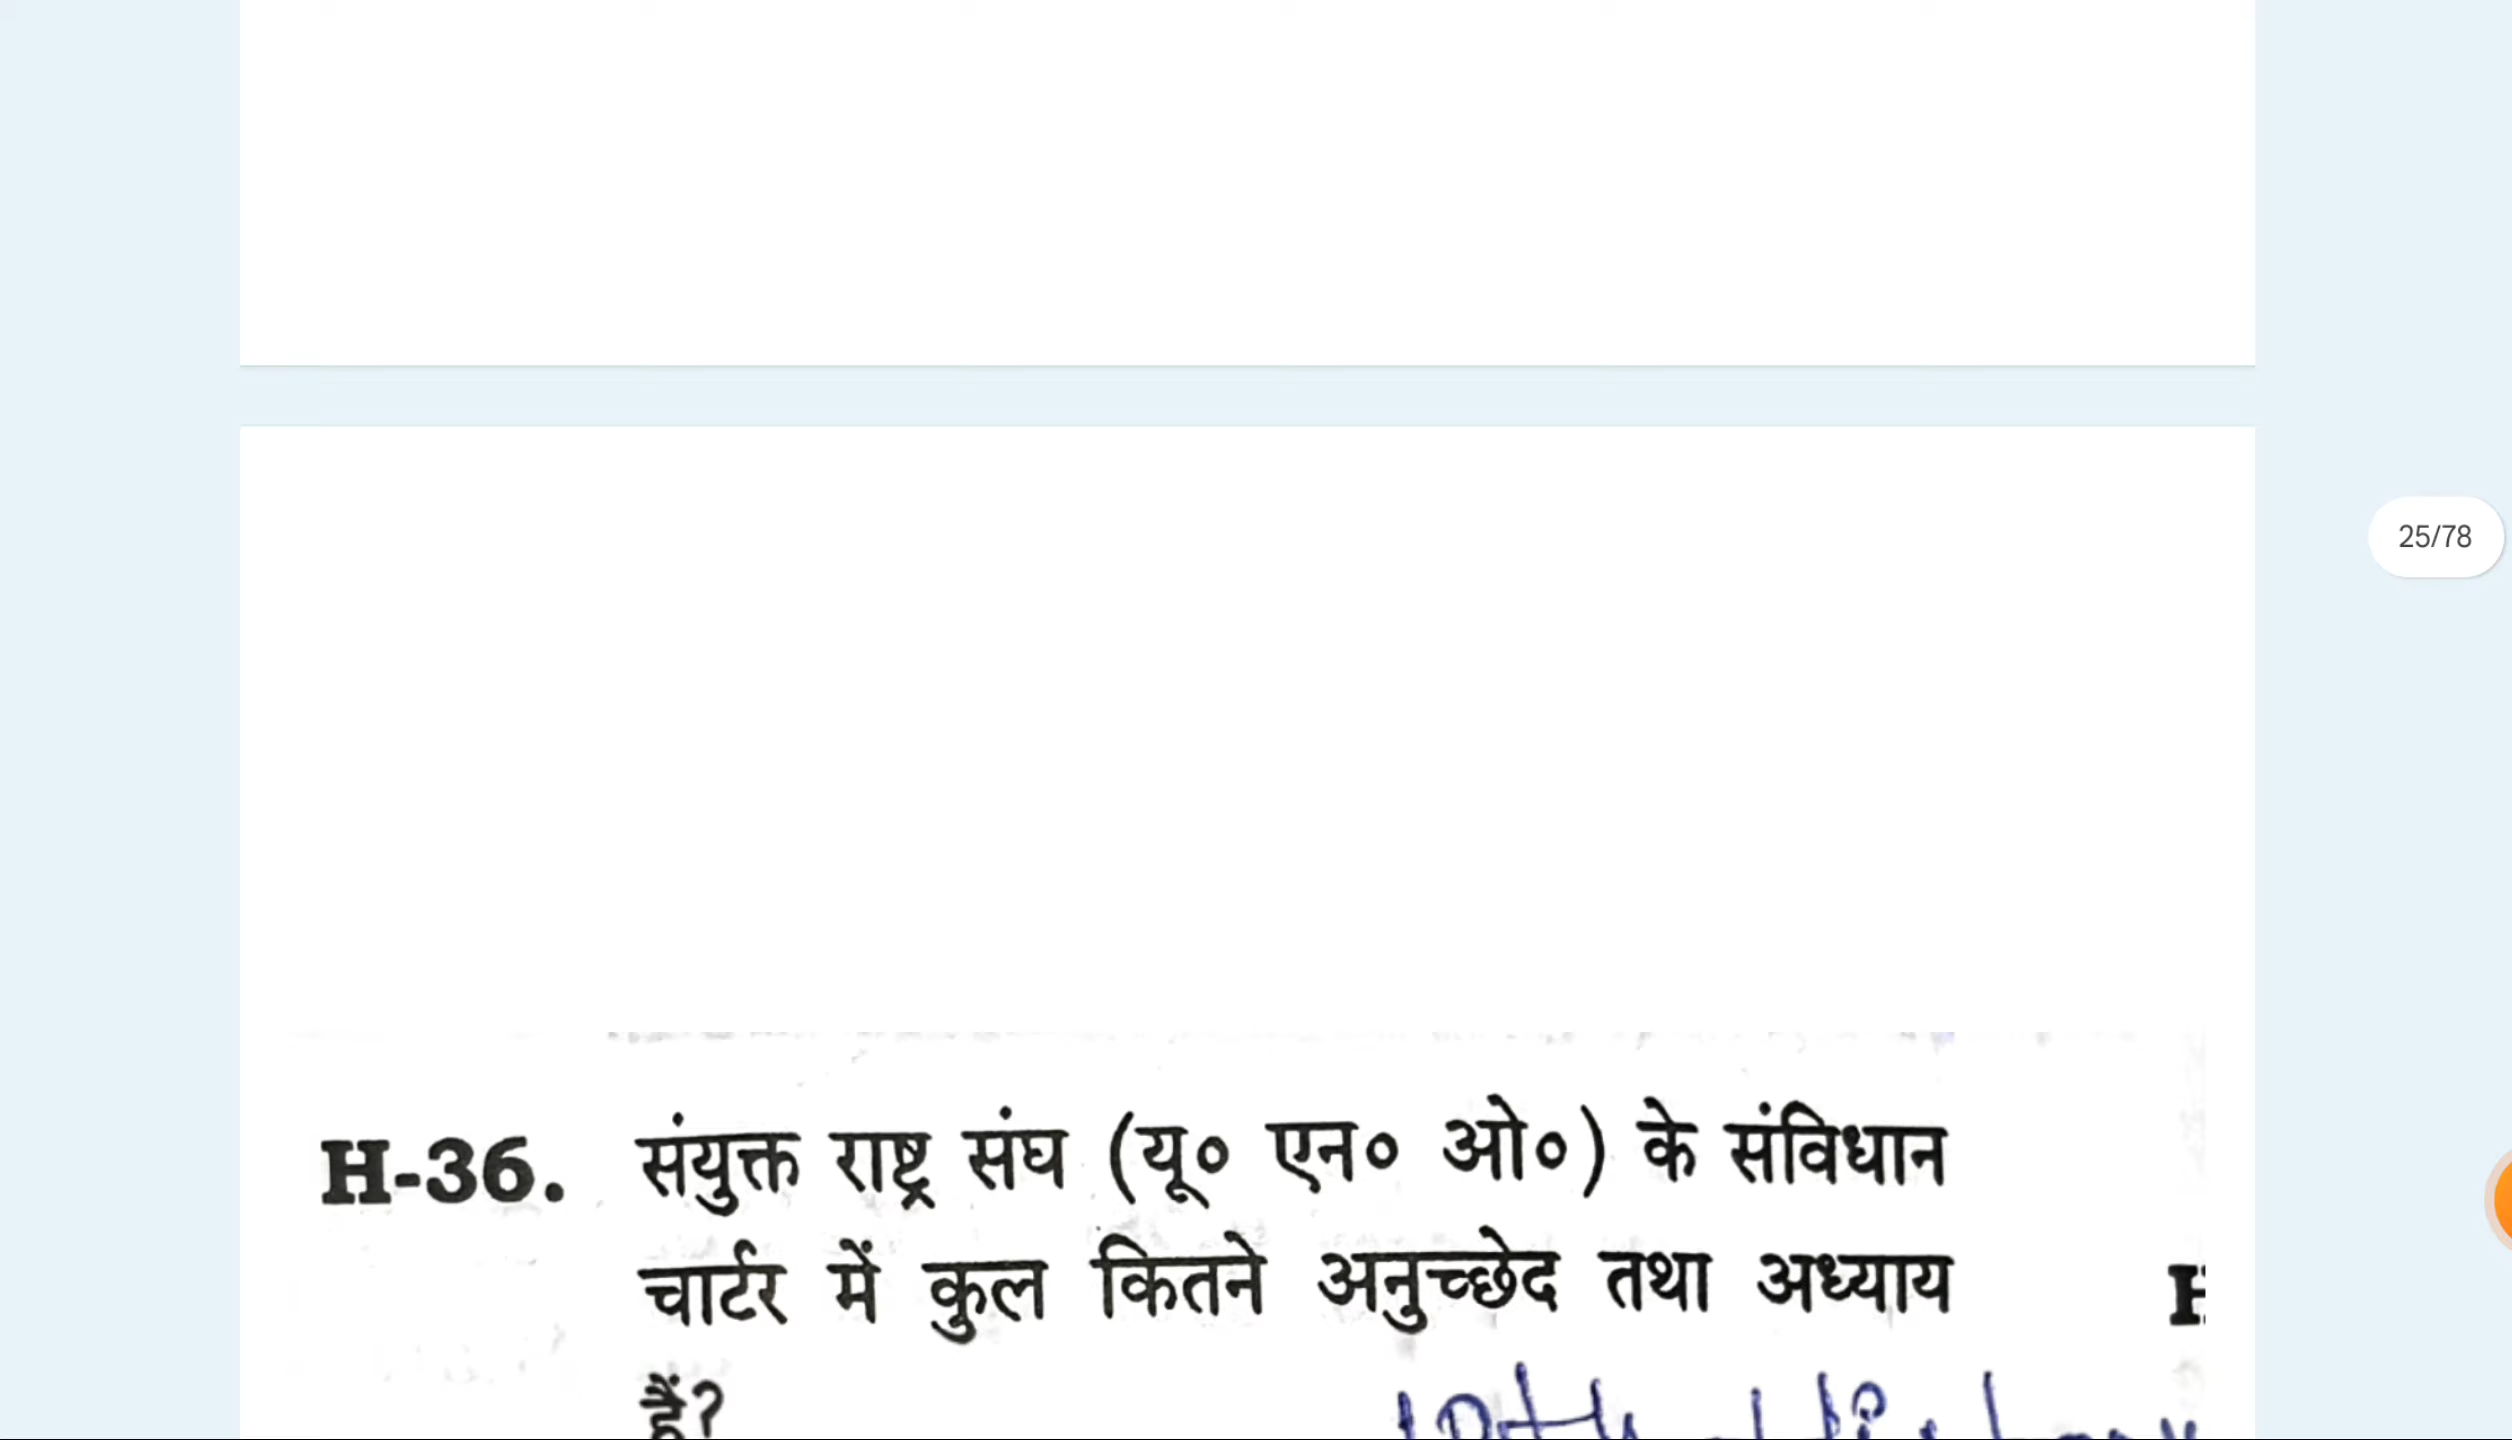 25/78
H-36. संयुक्त राष्ट्र संघ (यू० एन० ओ०) के संविधान
चार्टर में कुल कितने अनुच्छेद तथा अध्याय
हैं?